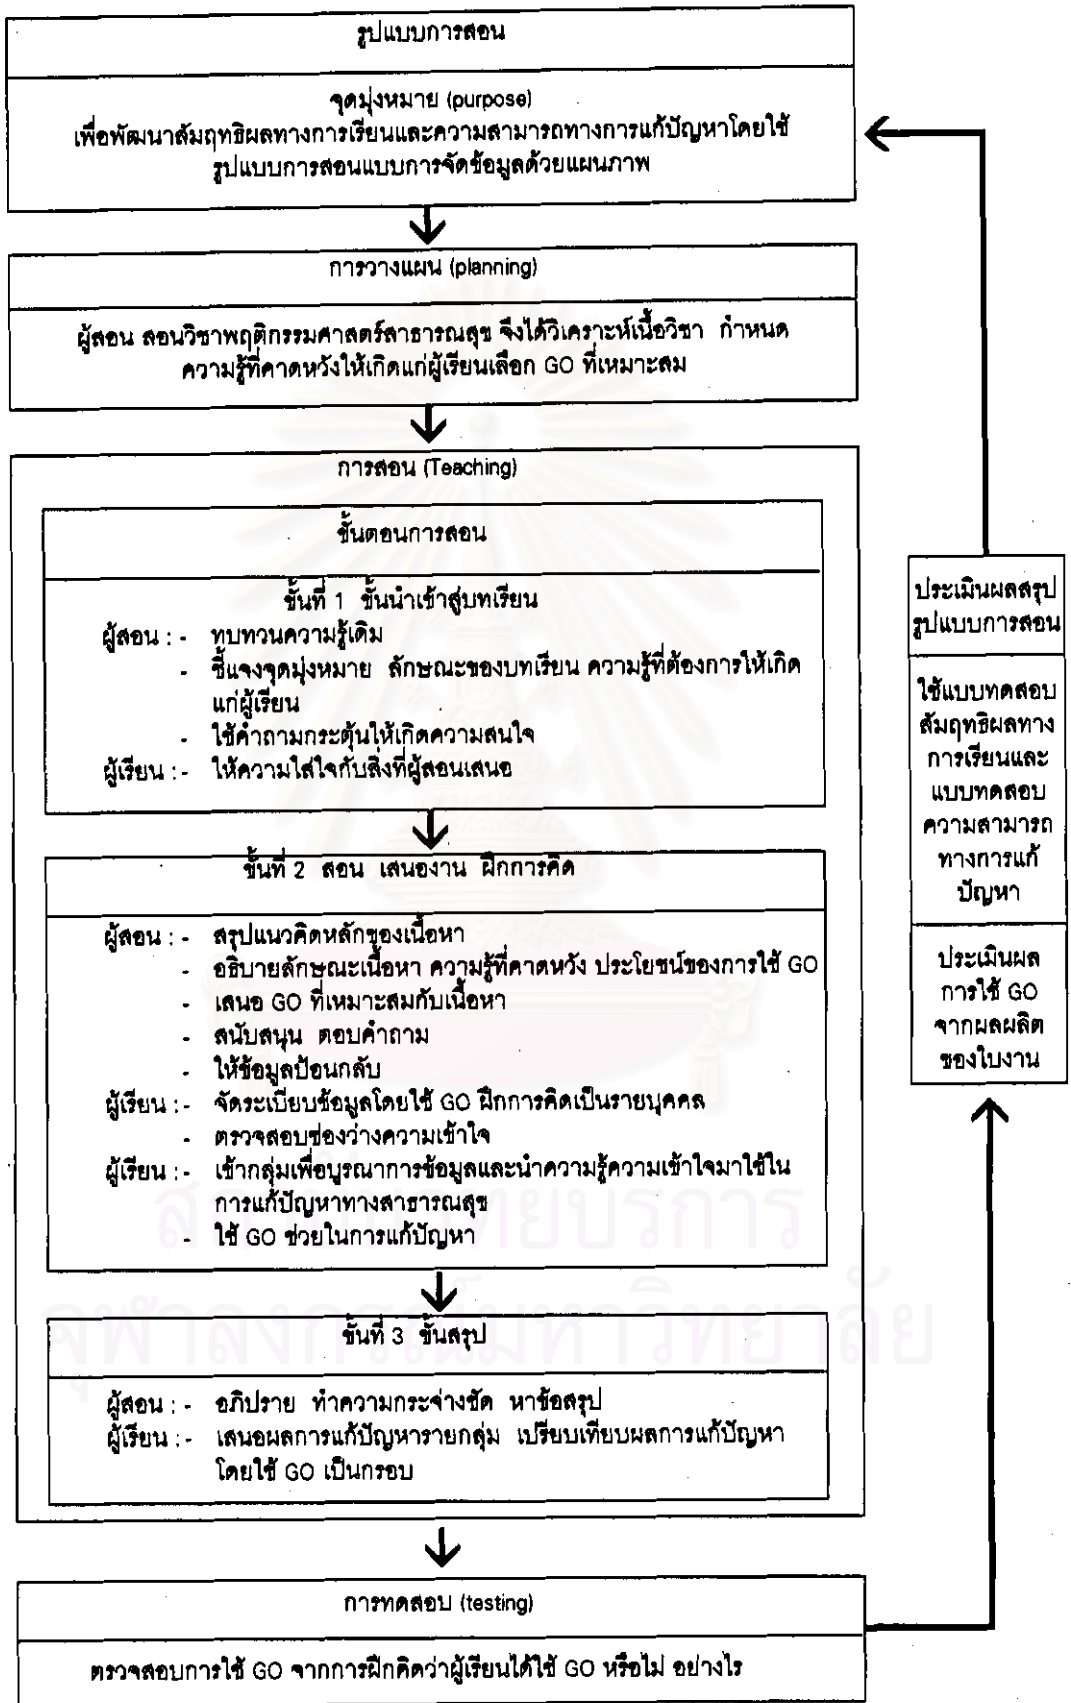 รูปแบบการสอน
จุดมุ่งหมาย (purpose)
เพื่อพัฒนาสัมฤทธิผลทางการเรียนและความสามารถทางการแก้ปัญหาโดยใช้
รูปแบบการสอนแบบการจัดข้อมูลด้วยแผนภาพ
การวางแผน (planning)
ผู้สอน สอนวิชาพฤติกรรมศาสตร์สาธารณสุข จึงได้วิเคราะห์เนื้อวิชา กำหนด
ความรู้ที่คาดหวังให้เกิดแก่ผู้เรียนเลือก GO ที่เหมาะสม
การสอน (Teaching)
ขั้นตอนการสอน
ขั้นที่ 1 ขั้นนำเข้าสู่บทเรียน
ผู้สอน : - ทบทวนความรู้เดิม
- ชี้แจงจุดมุ่งหมาย ลักษณะของบทเรียน ความรู้ที่ต้องการให้เกิด
แก่ผู้เรียน
- ใช้คำถามกระตุ้นให้เกิดความสนใจ
ผู้เรียน : - ให้ความใส่ใจกับสิ่งที่ผู้สอนเสนอ
ขั้นที่ 2 สอน เสนองาน ฝึกการคิด
ผู้สอน : - สรุปแนวคิดหลักของเนื้อหา
- อธิบายลักษณะเนื้อหา ความรู้ที่คาดหวัง ประโยชน์ของการใช้ GO
- เสนอ GO ที่เหมาะสมกับเนื้อหา
- สนับสนุน ตอบคำถาม
- ให้ข้อมูลป้อนกลับ
ผู้เรียน : - จัดระเบียบข้อมูลโดยใช้ GO ฝึกการคิดเป็นรายบุคคล
- ตรวจสอบช่องว่างความเข้าใจ
ผู้เรียน : - เข้ากลุ่มเพื่อบูรณาการข้อมูลและนำความรู้ความเข้าใจมาใช้ใน
การแก้ปัญหาทางสาธารณสุข
- ใช้ GO ช่วยในการแก้ปัญหา
ขั้นที่ 3 ขั้นสรุป
ผู้สอน : - อภิปราย ทำความกระจ่างชัด หาข้อสรุป
ผู้เรียน : - เสนอผลการแก้ปัญหารายกลุ่ม เปรียบเทียบผลการแก้ปัญหา
โดยใช้ GO เป็นกรอบ
การทดสอบ (testing)
ตรวจสอบการใช้ GO จากการฝึกคิดว่าผู้เรียนได้ใช้ GO หรือไม่ อย่างไร
ประเมินผลสรุป
รูปแบบการสอน
ใช้แบบทดสอบ
สัมฤทธิผลทาง
การเรียนและ
แบบทดสอบ
ความสามารถ
ทางการแก้
ปัญหา
ประเมินผล
การใช้ GO
จากผลผลิต
ของใบงาน
จุฬาลงกรณ์มหาวิทยาลัย